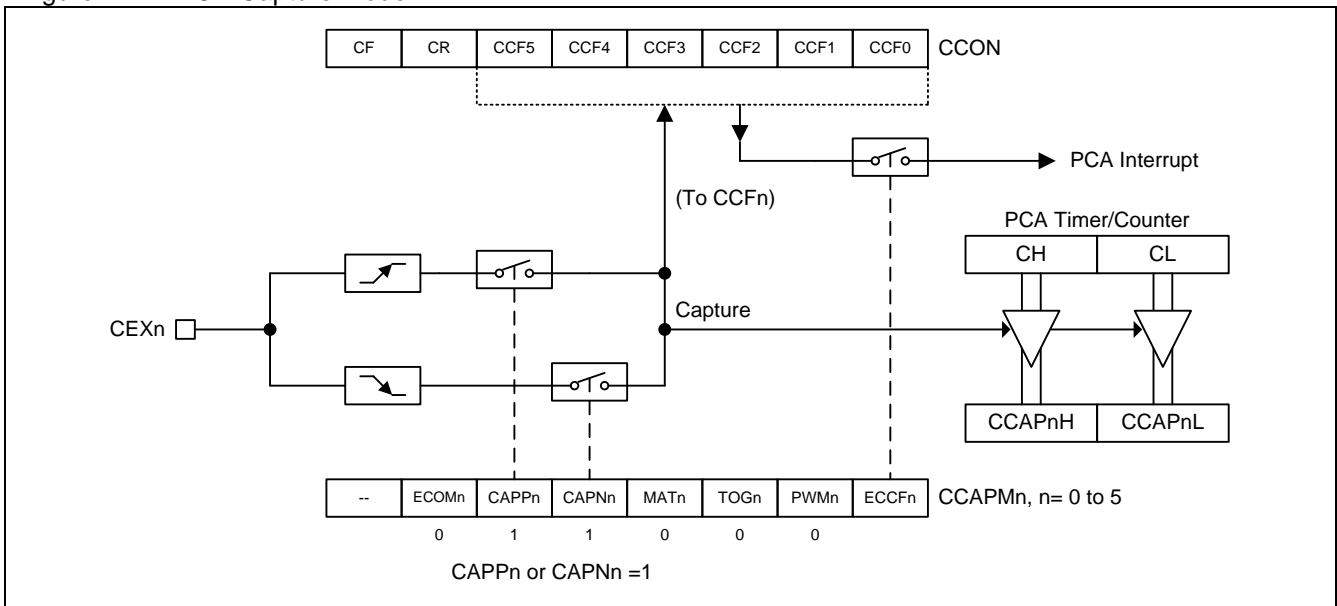 CF CR CCF5 CCF4 CCF3 CCF2 CCF1 CCF0 CCON
PCA Interrupt
(To CCFn)
PCA Timer/Counter
CH CL
Capture
CEXn
CCAPnH CCAPnL
-- ECOMn CAPPn CAPNn MATn TOGn PWMn ECCFn CCAPMn, n= 0 to 5
0 1 1 0 0 0
CAPPn or CAPNn =1